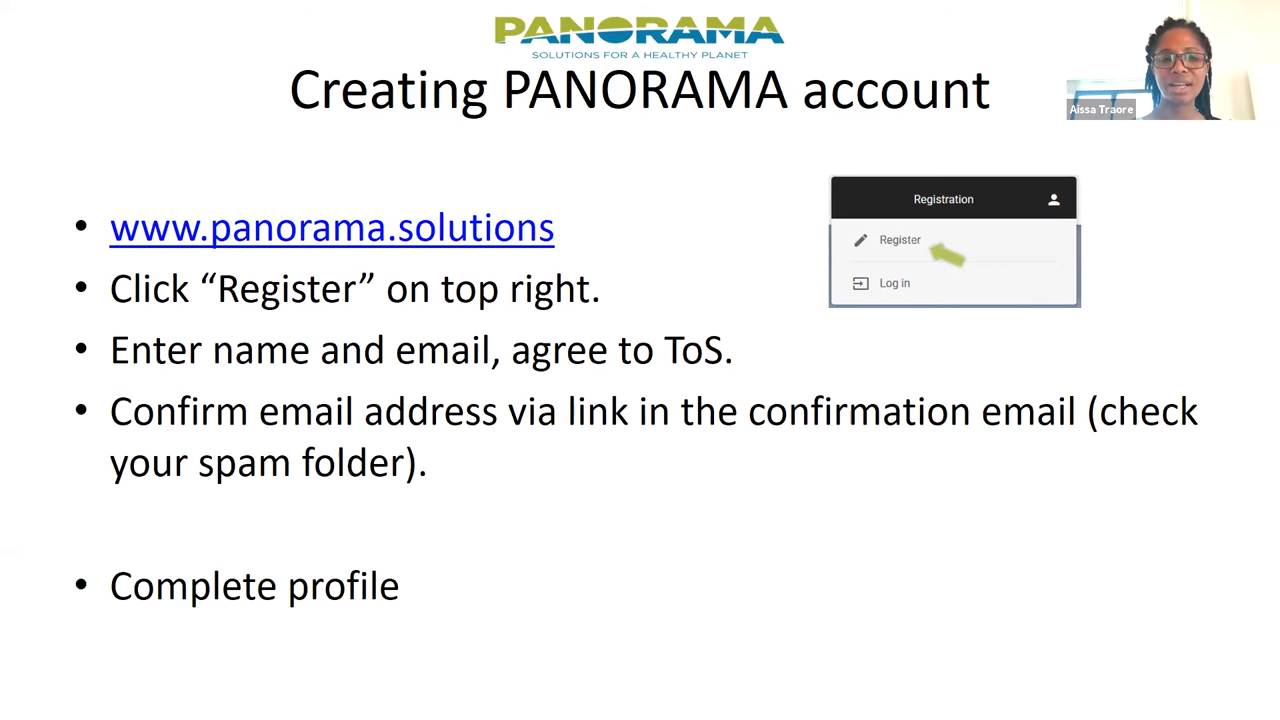 PANORAMA
SOLUTIONS FOR A HEALTHY PLANET
Creating PANORAMA account
Aissa Traore
• www.panorama.solutions
• Click “Register” on top right.
• Enter name and email, agree to ToS.
• Confirm email address via link in the confirmation email (check
your spam folder).
• Complete profile
Registration
Register
Log in